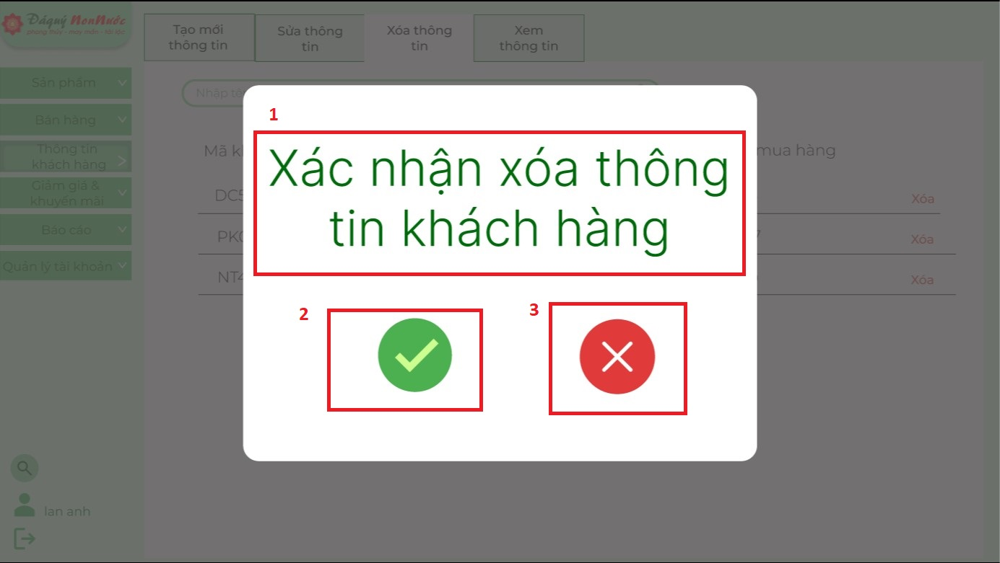 Đáquý NonNước
phong thủy - may mắn - tài lộc
Tạo mới
thông tin
Sửa thông
tin
Xóa thông
tin
Xem
thông tin
Sản phẩm
Bán hàng
Thông tin
khách hàng
Giảm giá &
khuyến mãi
Báo cáo
Quản lý tài khoản
lan anh
Nhập
Mã
mua hàng
DC5
Xóa
PK0
7
Xóa
NT4
Xóa
1
Xác nhận xóa thông
tin khách hàng
2
3